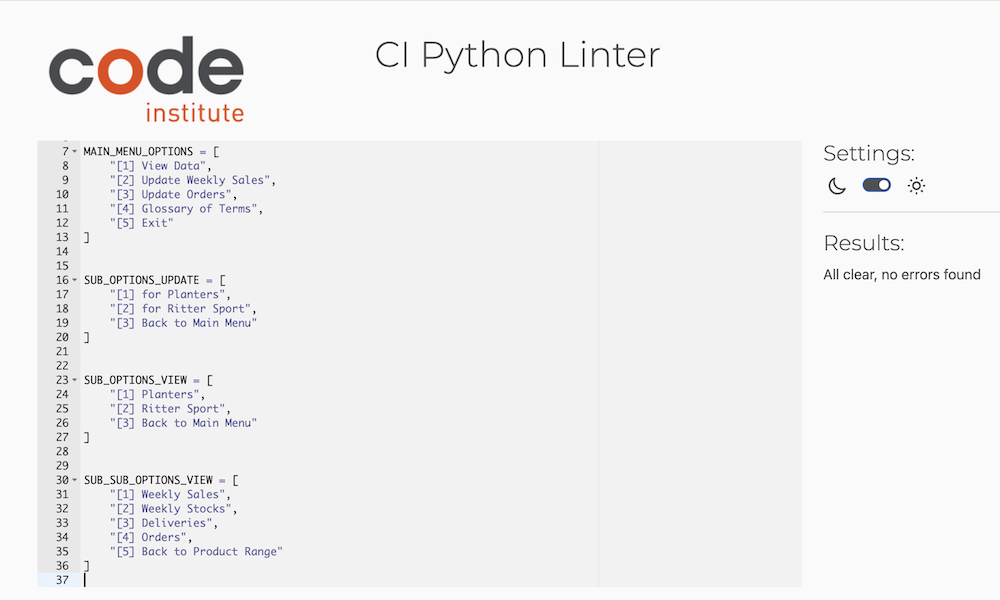 code
institute
CI Python Linter
7 MAIN_MENU_OPTIONS = [
8 "[1] View Data",
9 "[2] Update Weekly Sales",
10 "[3] Update Orders",
11 "[4] Glossary of Terms",
12 "[5] Exit"
13 ]
14
15
16 SUB_OPTIONS_UPDATE = [
17 "[1] for Planters",
18 "[2] for Ritter Sport",
19 "[3] Back to Main Menu"
20 ]
21
22
23 SUB_OPTIONS_VIEW = [
24 "[1] Planters",
25 "[2] Ritter Sport",
26 "[3] Back to Main Menu"
27 ]
28
29
30 SUB_SUB_OPTIONS_VIEW = [
31 "[1] Weekly Sales",
32 "[2] Weekly Stocks",
33 "[3] Deliveries",
34 "[4] Orders",
35 "[5] Back to Product Range"
36 ]
37
Settings:
Results:
All clear, no errors found